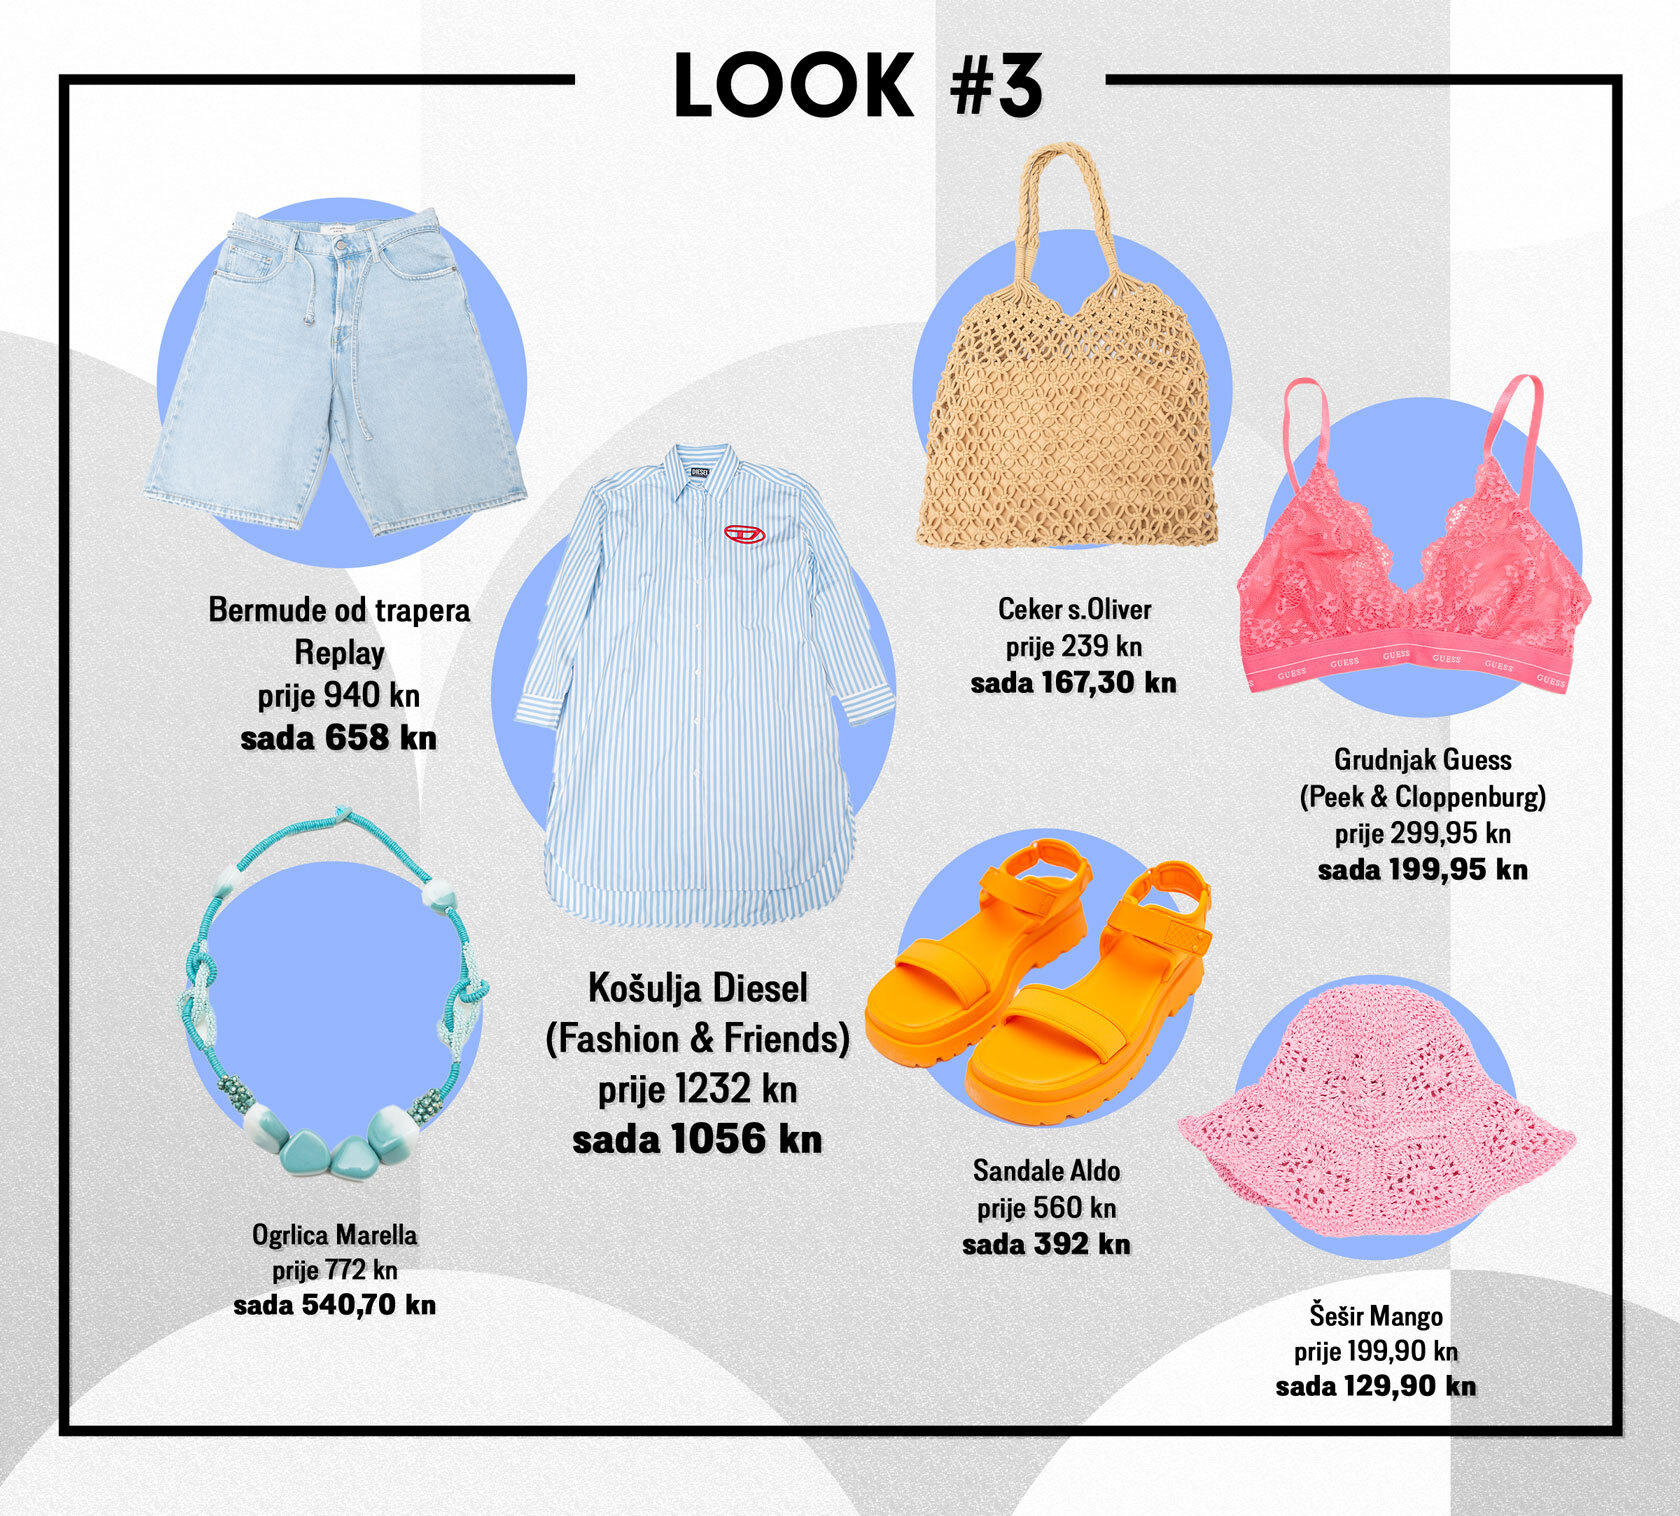 LOOK #3
Bermude od trapera
Replay
prije 940 kn
sada 658 kn
DIESEL
Košulja Diesel
(Fashion & Friends)
prije 1232 kn
sada 1056 kn
Ceker s.Oliver
prije 239 kn
sada 167,30 kn
S GUESS GUESS GUESS GUESS GUESS GUESS
Grudnjak Guess
(Peek & Cloppenburg)
prije 299,95 kn
sada 199,95 kn
Ogrlica Marella
prije 772 kn
sada 540,70 kn
Sandale Aldo
prije 560 kn
sada 392 kn
Šešir Mango
prije 199,90 kn
sada 129,90 kn